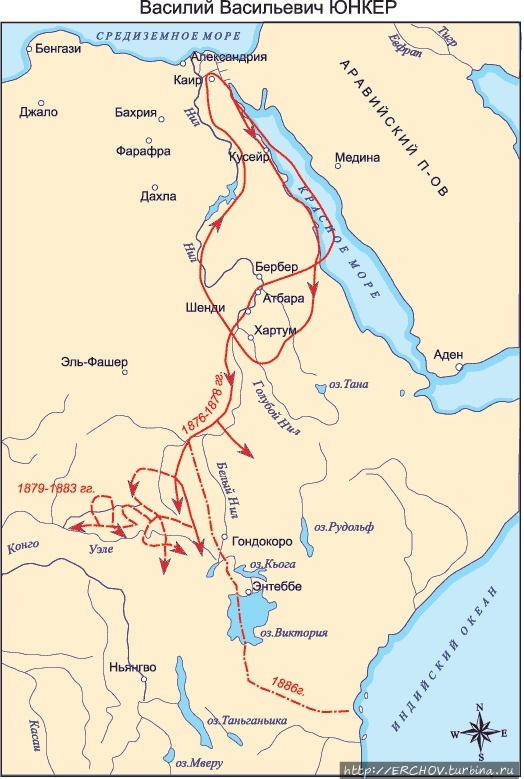 Василий Васильевич ЮНКЕР
СРЕДИЗЕМНОЕ МОРЕ
Бенгази
Александрия
Каир
Тигр
Евфрат
АРАВИЙСКИЙ П-ОВ
Джало
Бахрия
Нил
Фарафра
Кусейр
Медина
Дахла
КРАСНОЕ МОРЕ
Нил
Бербер
Атбара
Шенди
Хартум
Эль-Фашер
Аден
оз.Тана
Голубой Нил
1876-1878 гг.
Белый Нил
1879-1883 гг.
оз.Рудольф
Конго
Уэле
Гондокоро
оз.Кьога
Энтеббе
оз.Виктория
ИНДИЙСКИЙ ОКЕАН
Ньянгво
1886г.
Касаи
оз.Таньганьика
оз.Мверу
N
W
E
S
http://ERCHOV.turbina.ru/